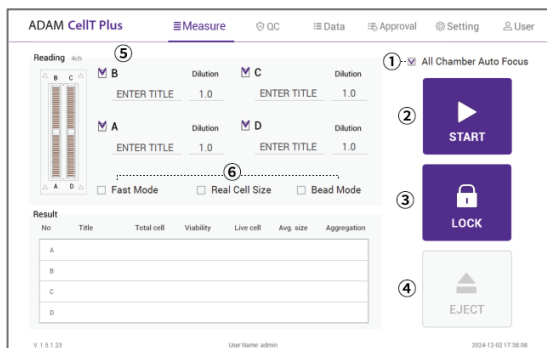 ADAM CellT Plus Measure QC Data Approval Setting User
Reading 4ch ⑤
① All Chamber Auto Focus
B Dilution C Dilution
ENTER TITLE 1.0 ENTER TITLE 1.0
A Dilution D Dilution
ENTER TITLE 1.0 ENTER TITLE 1.0
B C
A D
⑥
Fast Mode Real Cell Size Bead Mode
② START
③ LOCK
④ EJECT
Result
No Title Total cell Viability Live cell Avg. size Aggregation
A
B
C
D
V. 1.5.1.23 User Name: admin 2024-12-02 17:38:08